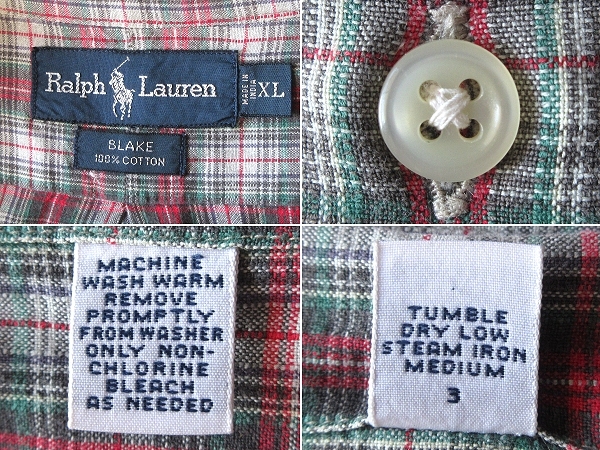 Ralph Lauren
MADE IN
INDIA
XL
BLAKE
100% COTTON
MACHINE
WASH WARM
REMOVE
PROMPTLY
FROM WASHER
ONLY NON-
CHLORINE
BLEACH
AS NEEDED
TUMBLE
DRY LOW
STEAM IRON
MEDIUM
3